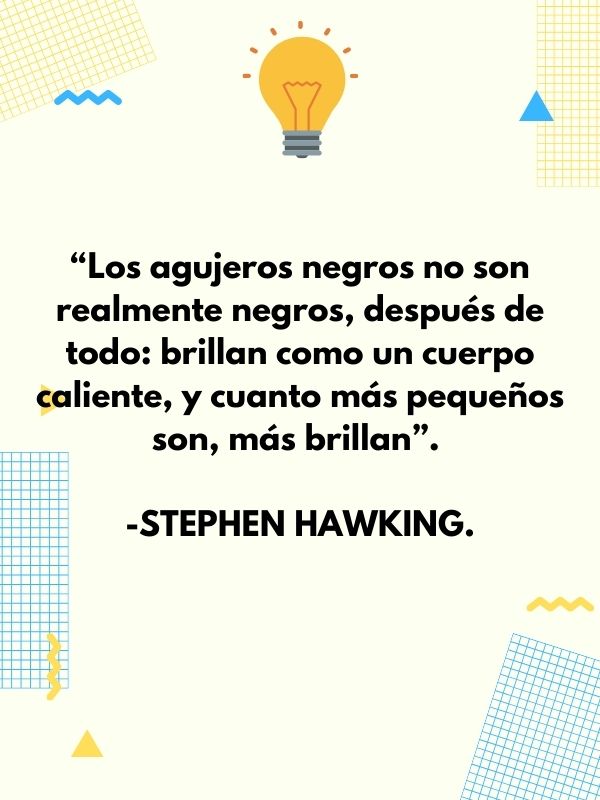 “Los agujeros negros no son
realmente negros, después de
todo: brillan como un cuerpo
caliente, y cuanto más pequeños
son, más brillan”.
-STEPHEN HAWKING.